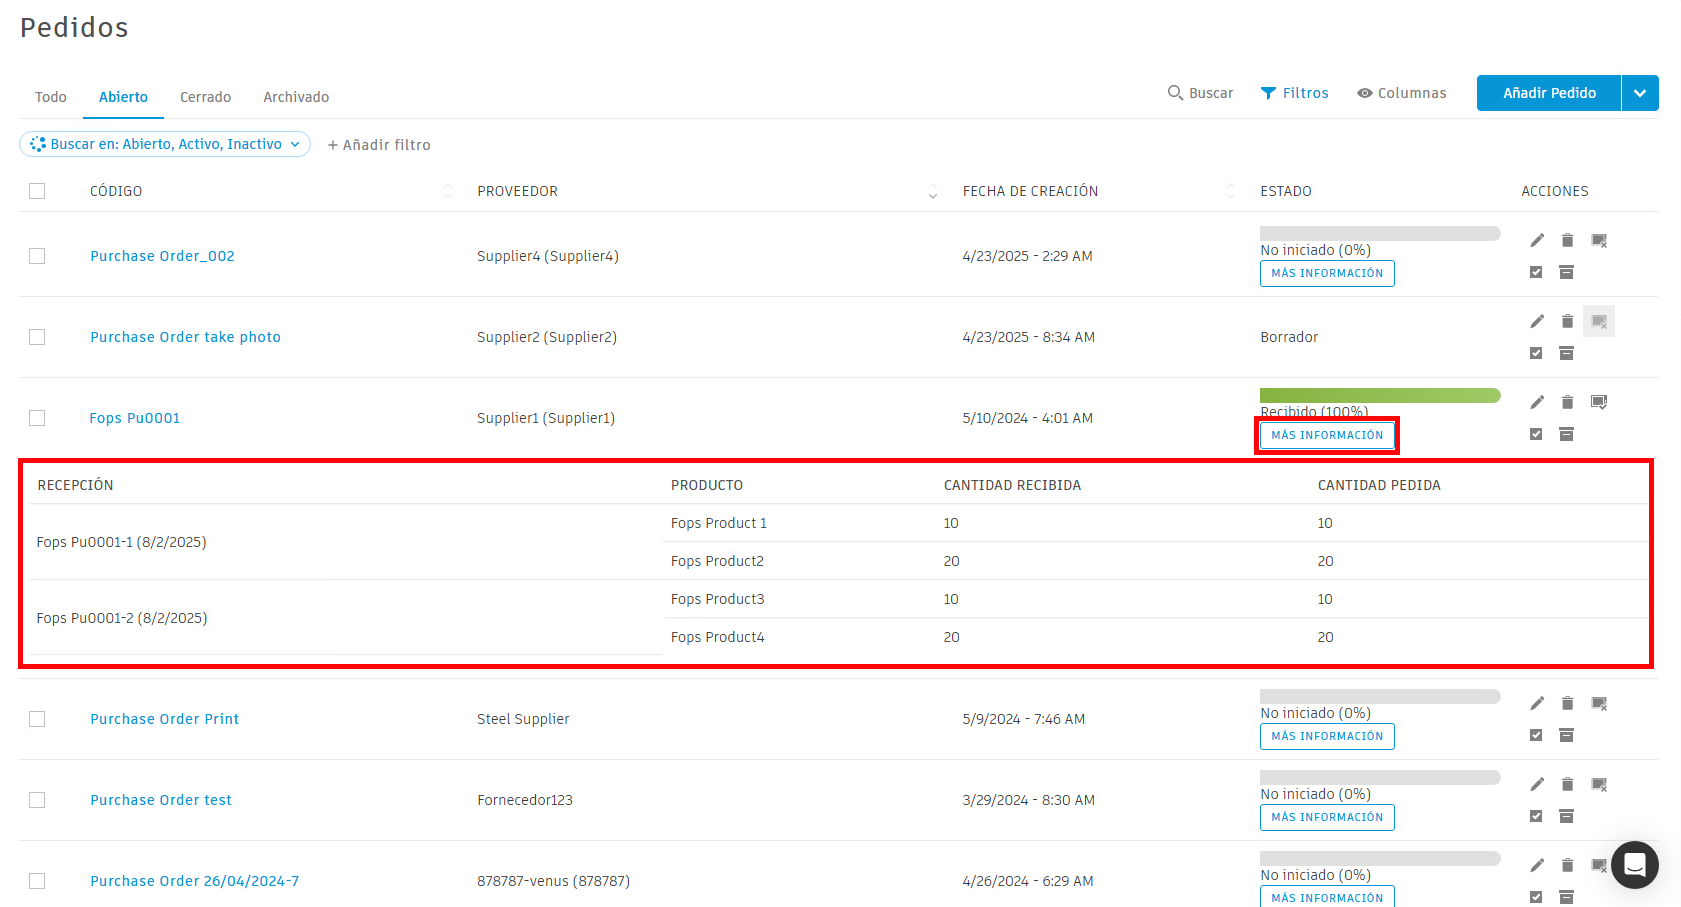 Pedidos
Todo Abierto Cerrado Archivado Buscar Filtros Columnas Añadir Pedido
Buscar en: Abierto, Activo, Inactivo + Añadir filtro
CÓDIGO PROVEEDOR FECHA DE CREACIÓN ESTADO ACCIONES
Purchase Order_002 Supplier4 (Supplier4) 4/23/2025 - 2:29 AM No iniciado (0%)
MÁS INFORMACIÓN
Purchase Order take photo Supplier2 (Supplier2) 4/23/2025 - 8:34 AM Borrador
Fops Pu0001 Supplier1 (Supplier1) 5/10/2024 - 4:01 AM Recibido (100%)
MÁS INFORMACIÓN
RECEPCIÓN PRODUCTO CANTIDAD RECIBIDA CANTIDAD PEDIDA
Fops Pu0001-1 (8/2/2025) Fops Product 1 10 10
Fops Product2 20 20
Fops Pu0001-2 (8/2/2025) Fops Product3 10 10
Fops Product4 20 20
Purchase Order Print Steel Supplier 5/9/2024 - 7:46 AM No iniciado (0%)
MÁS INFORMACIÓN
Purchase Order test Fornecedor123 3/29/2024 - 8:30 AM No iniciado (0%)
MÁS INFORMACIÓN
Purchase Order 26/04/2024-7 878787-venus (878787) 4/26/2024 - 6:29 AM No iniciado (0%)
MÁS INFORMACIÓN